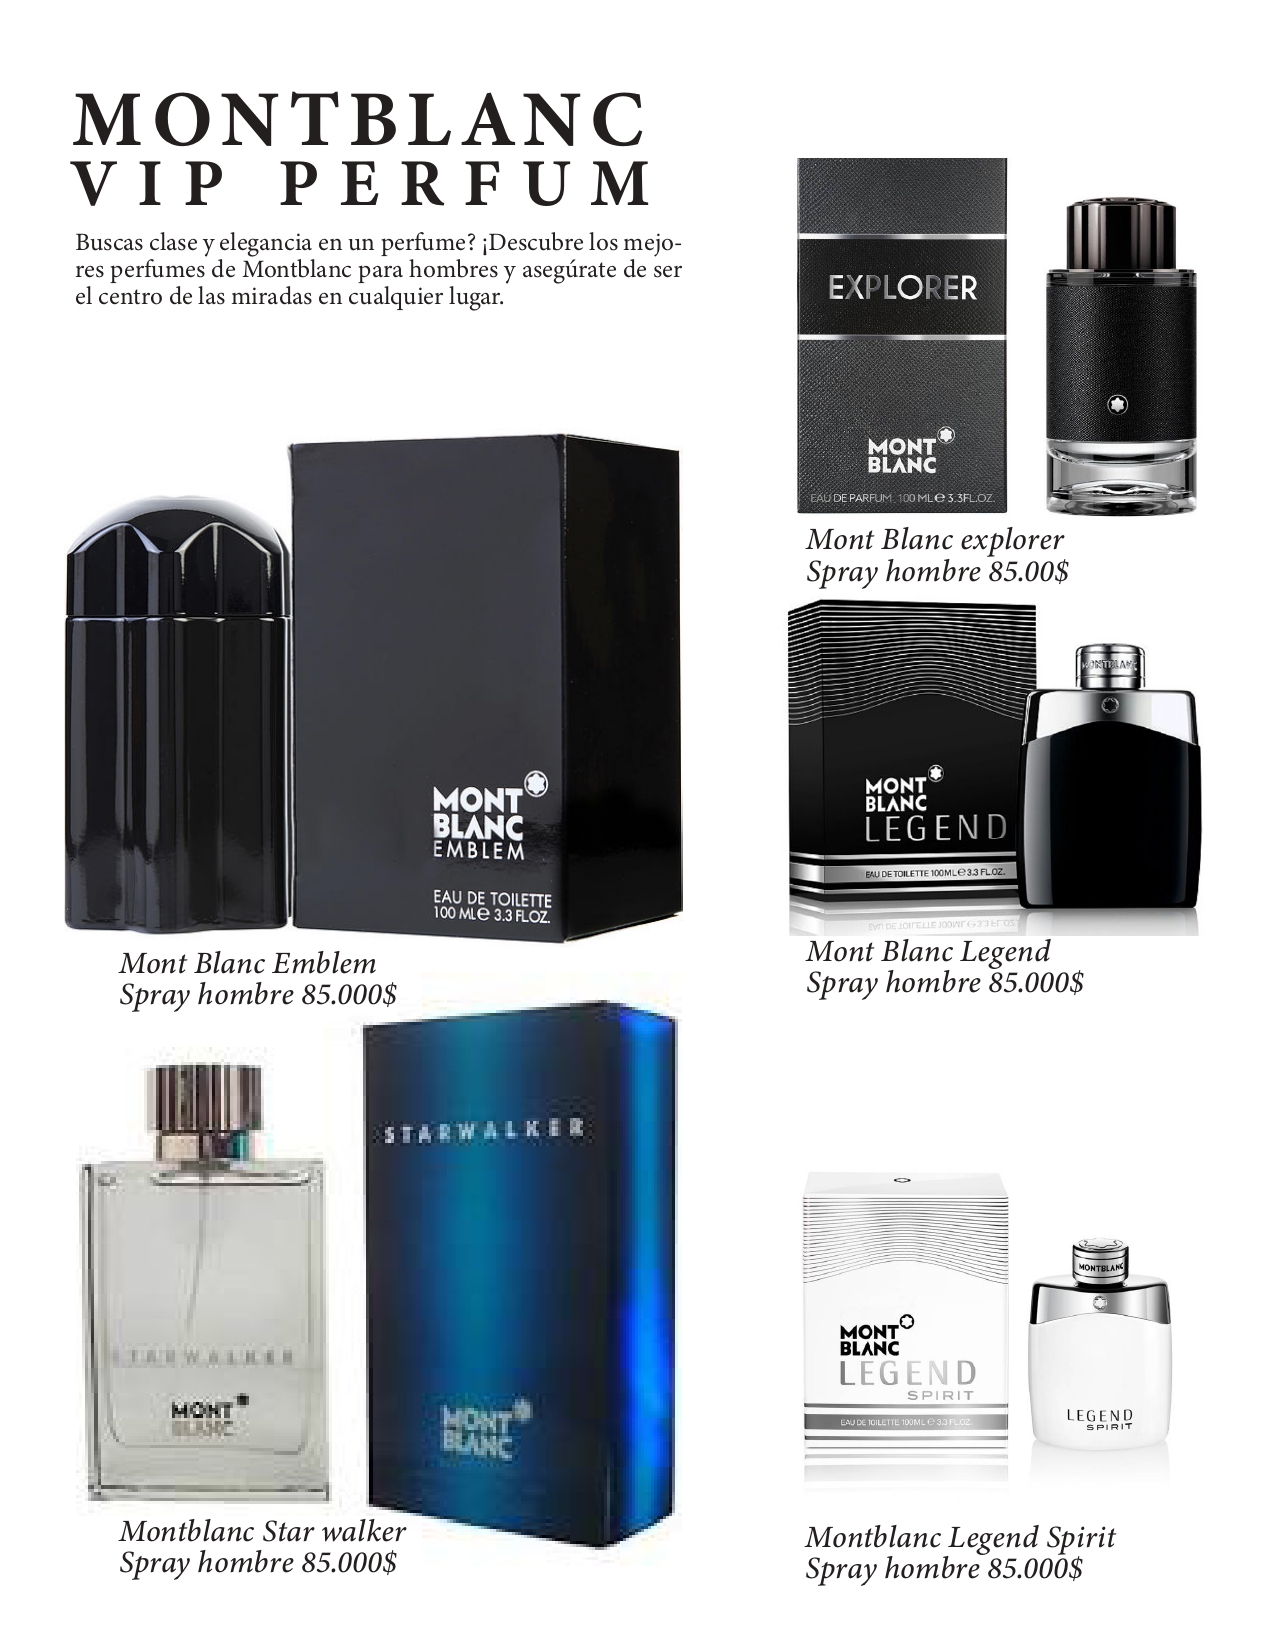 MONTBLANC
VIP PERFUM
Buscas clase y elegancia en un perfume? ¡Descubre los mejo-
res perfumes de Montblanc para hombres y asegúrate de ser
el centro de las miradas en cualquier lugar.
EXPLORER
MONT
BLANC
EAU DE PARFUM 100 ML e 3.3FL.OZ.
Mont Blanc explorer
Spray hombre 85.00$
MONT
BLANC
EMBLEM
EAU DE TOILETTE
100 ML e 3.3 FL.OZ.
Mont Blanc Emblem
Spray hombre 85.000$
MONT
BLANC
LEGEND
EAU DE TOILETTE 100ML e 3.3 FL.OZ.
MONTBLANC
Mont Blanc Legend
Spray hombre 85.000$
STARWALKER
MONT
BLANC
STARWALKER
MONT
BLANC
Montblanc Star walker
Spray hombre 85.000$
MONT
BLANC
LEGEND
SPIRIT
EAU DE TOILETTE 100ML e 3.3 FL.OZ.
MONTBLANC
LEGEND
SPIRIT
Montblanc Legend Spirit
Spray hombre 85.000$